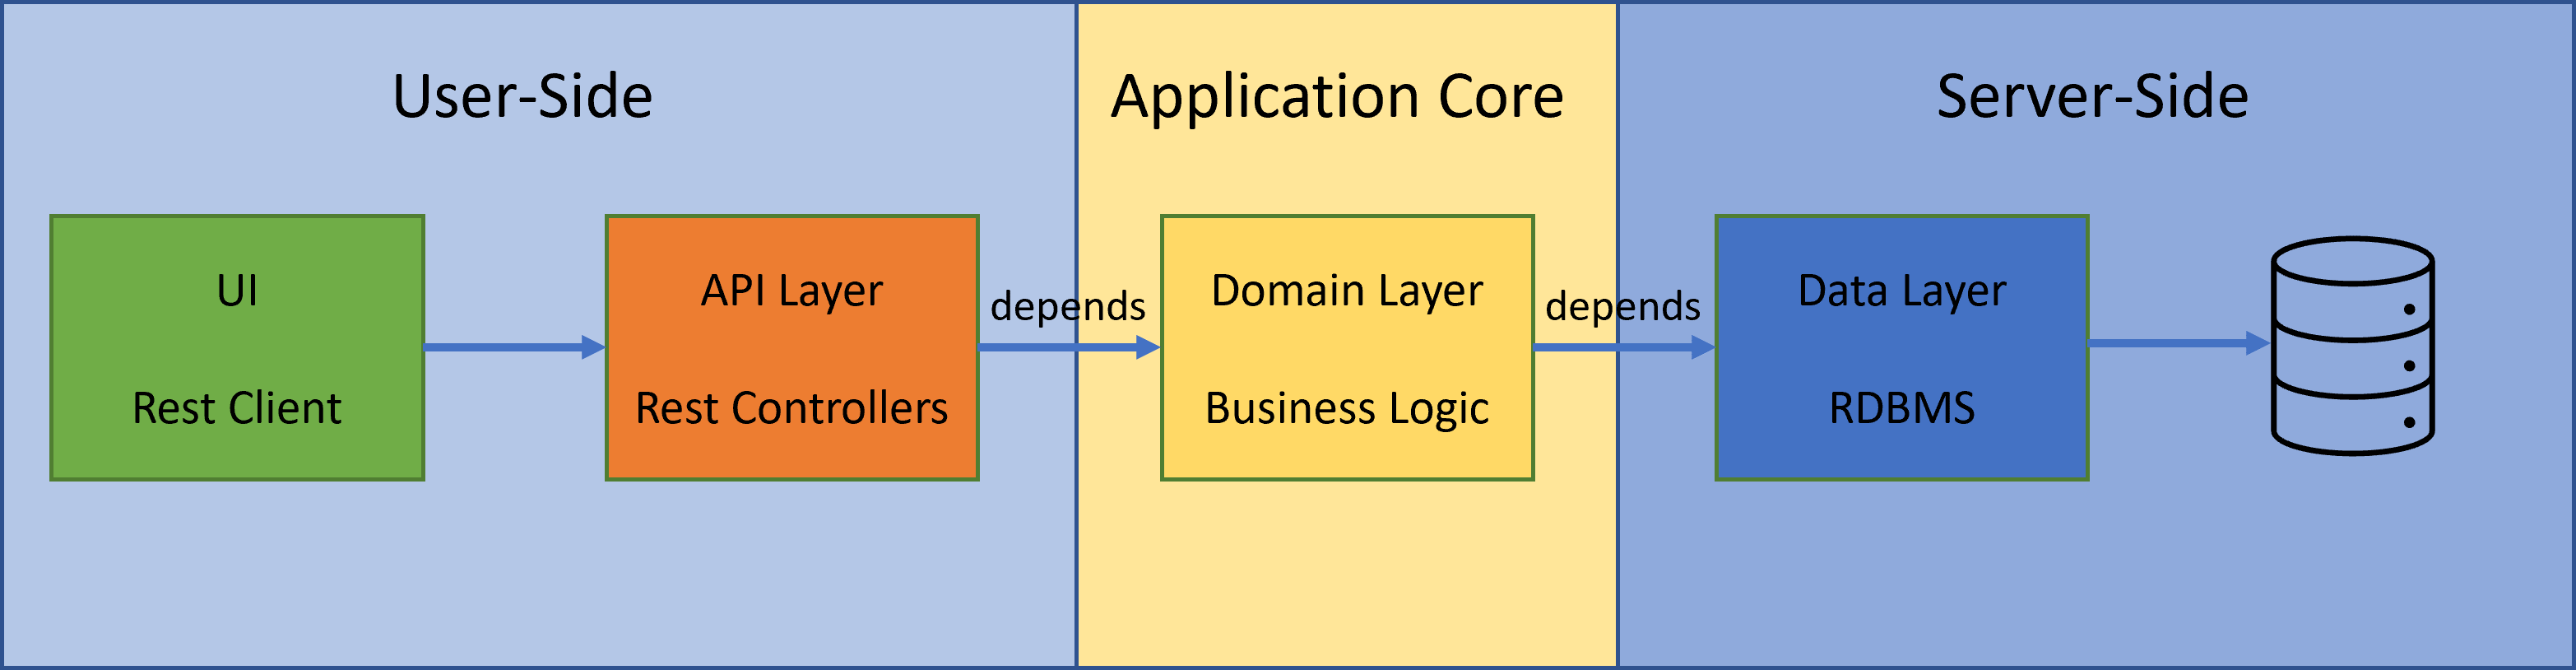 User-Side
Application Core
Server-Side
UI
Rest Client
API Layer
Rest Controllers
depends
Domain Layer
Business Logic
depends
Data Layer
RDBMS